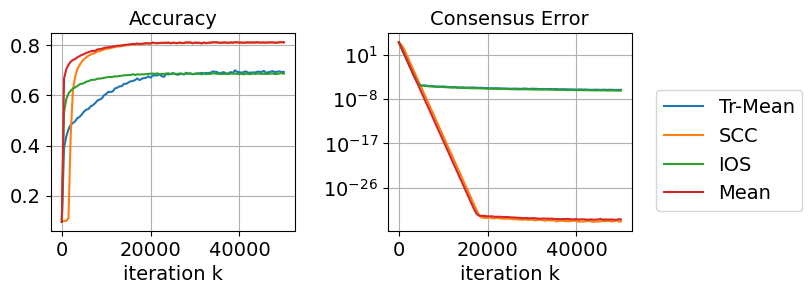 Accuracy
0.8
0.6
0.4
0.2
0 20000 40000
iteration k
Consensus Error
10^1
10^-8
10^-17
10^-26
0 20000 40000
iteration k
Tr-Mean
SCC
IOS
Mean